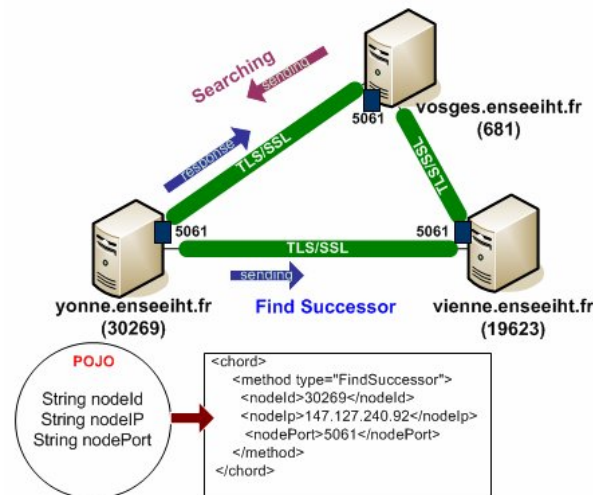 Searching
sending
vosges.enseeiht.fr
(681)
5061
response
TLS/SSL
TLS/SSL
5061
TLS/SSL
5061
sending
yonne.enseeiht.fr
(30269)
Find Successor
vienne.enseeiht.fr
(19623)
POJO
String nodeId
String nodeIP
String nodePort
<chord>
<method type="FindSuccessor">
<nodeId>30269</nodeId>
<nodeIp>147.127.240.92</nodeIp>
<nodePort>5061</nodePort>
</method>
</chord>